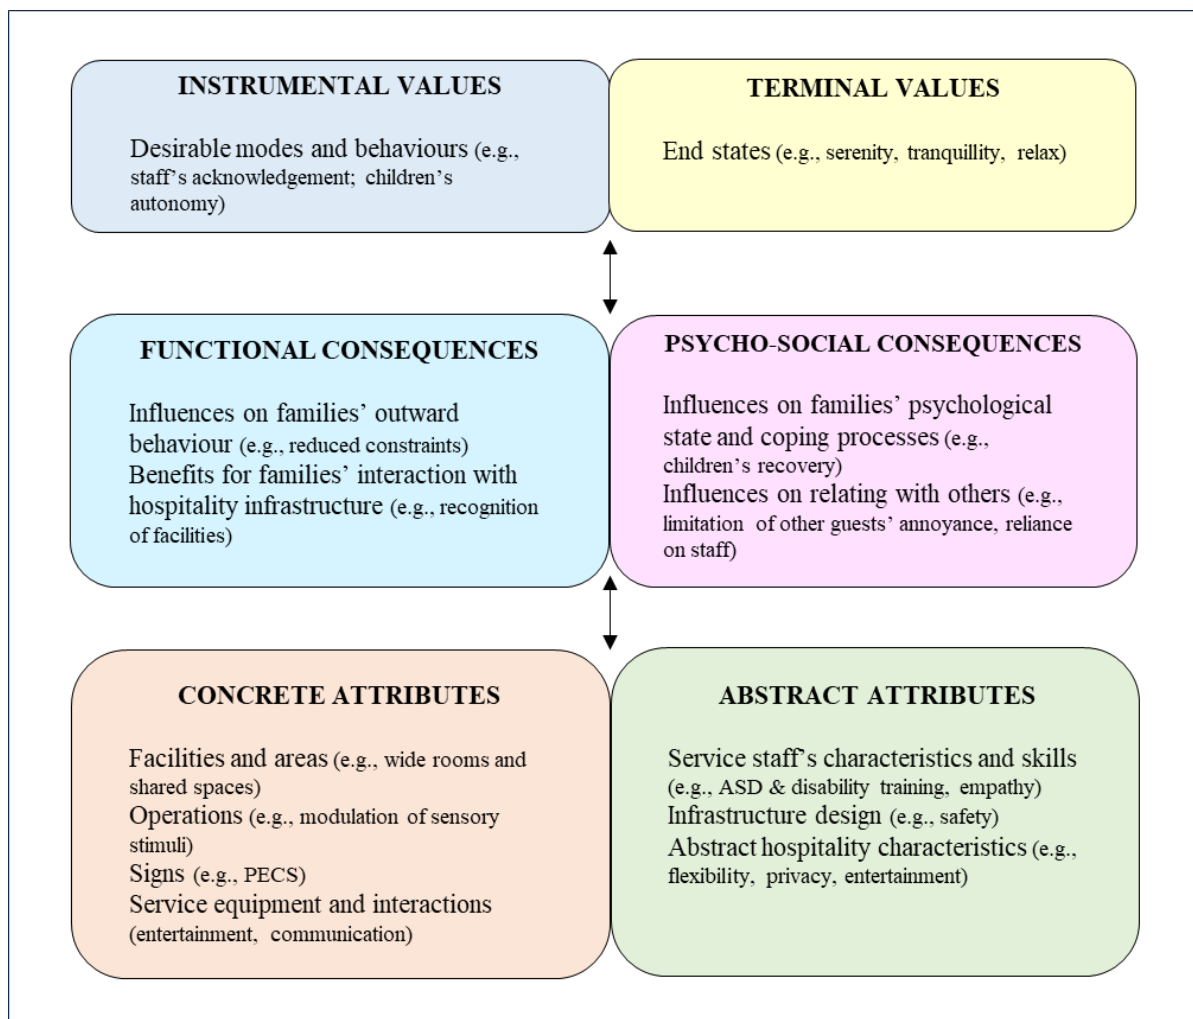 INSTRUMENTAL VALUES
Desirable modes and behaviours (e.g.,
staff’s acknowledgement; children’s
autonomy)
TERMINAL VALUES
End states (e.g., serenity, tranquillity, relax)
FUNCTIONAL CONSEQUENCES
Influences on families’ outward
behaviour (e.g., reduced constraints)
Benefits for families’ interaction with
hospitality infrastructure (e.g., recognition
of facilities)
PSYCHO-SOCIAL CONSEQUENCES
Influences on families’ psychological
state and coping processes (e.g.,
children’s recovery)
Influences on relating with others (e.g.,
limitation of other guests’ annoyance, reliance
on staff)
CONCRETE ATTRIBUTES
Facilities and areas (e.g., wide rooms and
shared spaces)
Operations (e.g., modulation of sensory
stimuli)
Signs (e.g., PECS)
Service equipment and interactions
(entertainment, communication)
ABSTRACT ATTRIBUTES
Service staff’s characteristics and skills
(e.g., ASD & disability training, empathy)
Infrastructure design (e.g., safety)
Abstract hospitality characteristics (e.g.,
flexibility, privacy, entertainment)